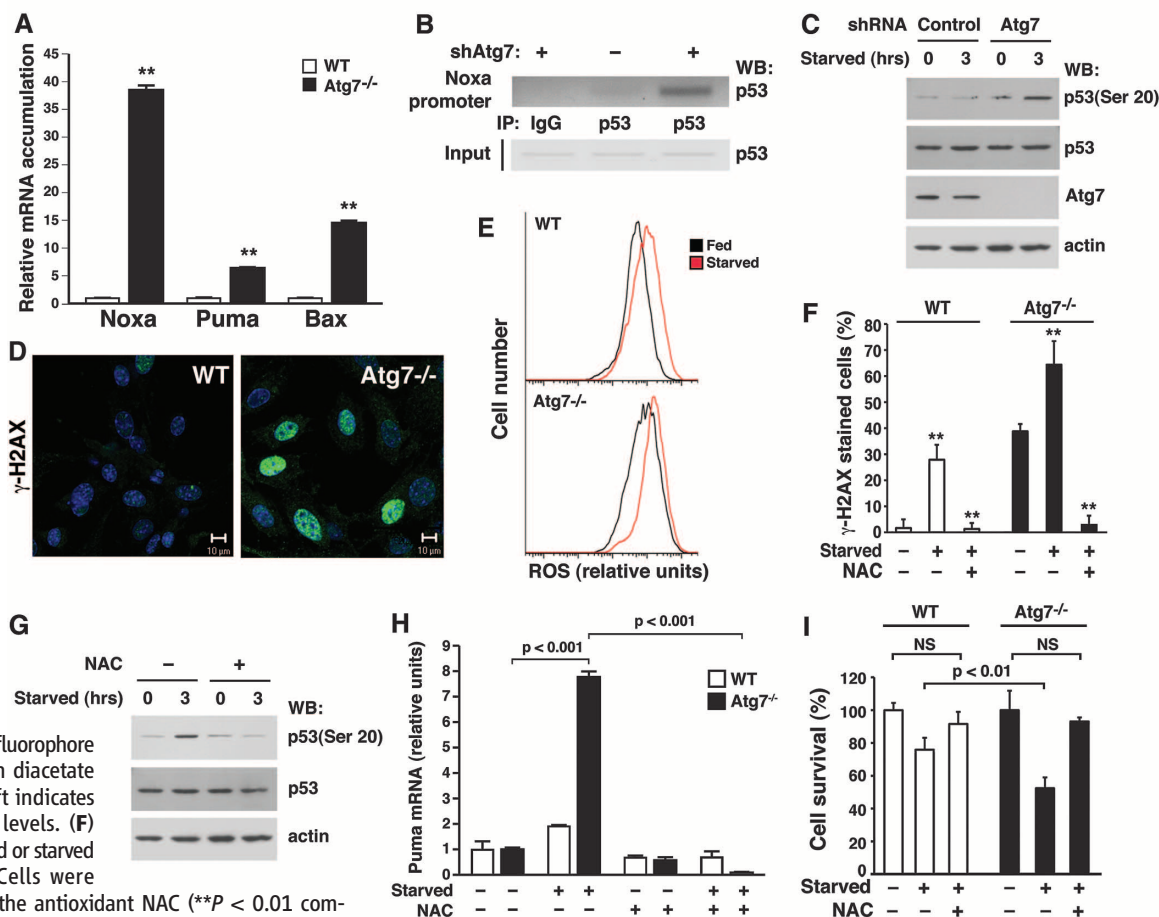 A
Relative mRNA accumulation
45
40
35
30
25
20
15
10
5
0
**
**
**
WT
Atg7-/-
Noxa Puma Bax
B
shAtg7: + − +
WB:
Noxa promoter
p53
IP: IgG p53 p53
Input
p53
C
shRNA Control Atg7
Starved (hrs) 0 3 0 3
WB:
p53(Ser 20)
p53
Atg7
actin
D
γ-H2AX
WT
10 μm
Atg7-/-
10 μm
E
WT
Fed
Starved
Cell number
Atg7-/-
ROS (relative units)
F
WT Atg7-/-
γ-H2AX stained cells (%)
80
70
60
50
40
30
20
10
0
**
**
**
**
Starved − + + − + +
NAC − − + − − +
G
NAC − +
Starved (hrs) 0 3 0 3
WB:
p53(Ser 20)
p53
actin
fluorophore
n diacetate
ft indicates
levels. (F)
d or starved
Cells were
the antioxidant NAC (**P < 0.01 com-
H
p < 0.001
p < 0.001
Puma mRNA (relative units)
9
8
7
6
5
4
3
2
1
0
WT
Atg7-/-
Starved − − + + − − + +
NAC − − − − + + + +
I
WT Atg7-/-
NS NS
p < 0.01
Cell survival (%)
120
100
80
60
40
20
0
Starved − + + − + +
NAC − − + − − +